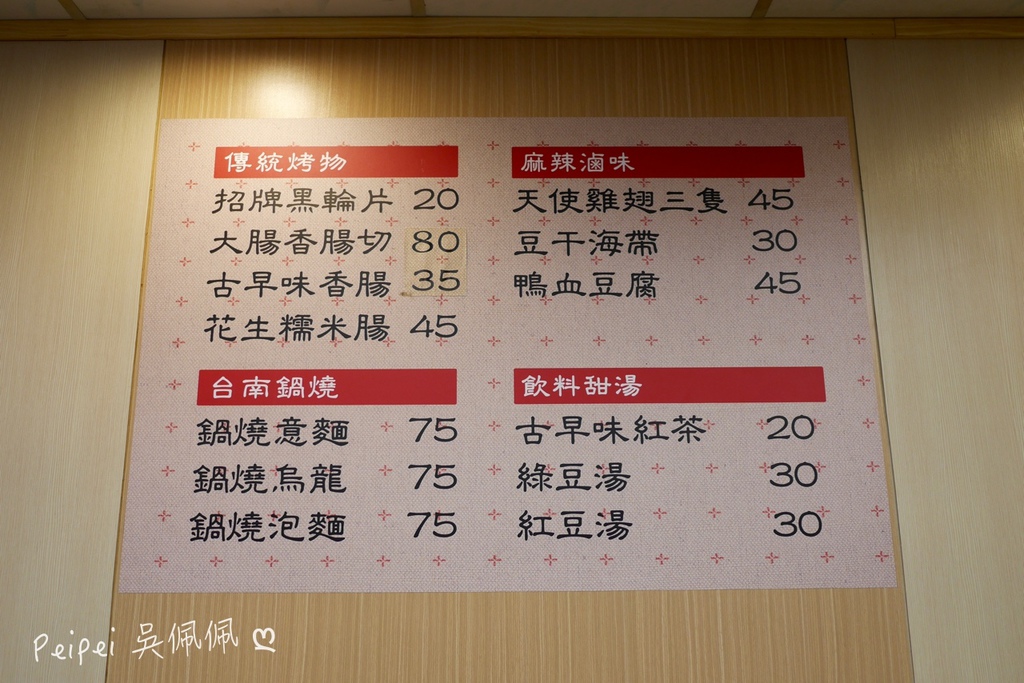 傳統烤物
招牌黑輪片 20
大腸香腸切 80
古早味香腸 35
花生糯米腸 45
麻辣滷味
天使雞翅三隻 45
豆干海帶 30
鴨血豆腐 45
台南鍋燒
鍋燒意麵 75
鍋燒烏龍 75
鍋燒泡麵 75
飲料甜湯
古早味紅茶 20
綠豆湯 30
紅豆湯 30
Peipei 吳佩佩